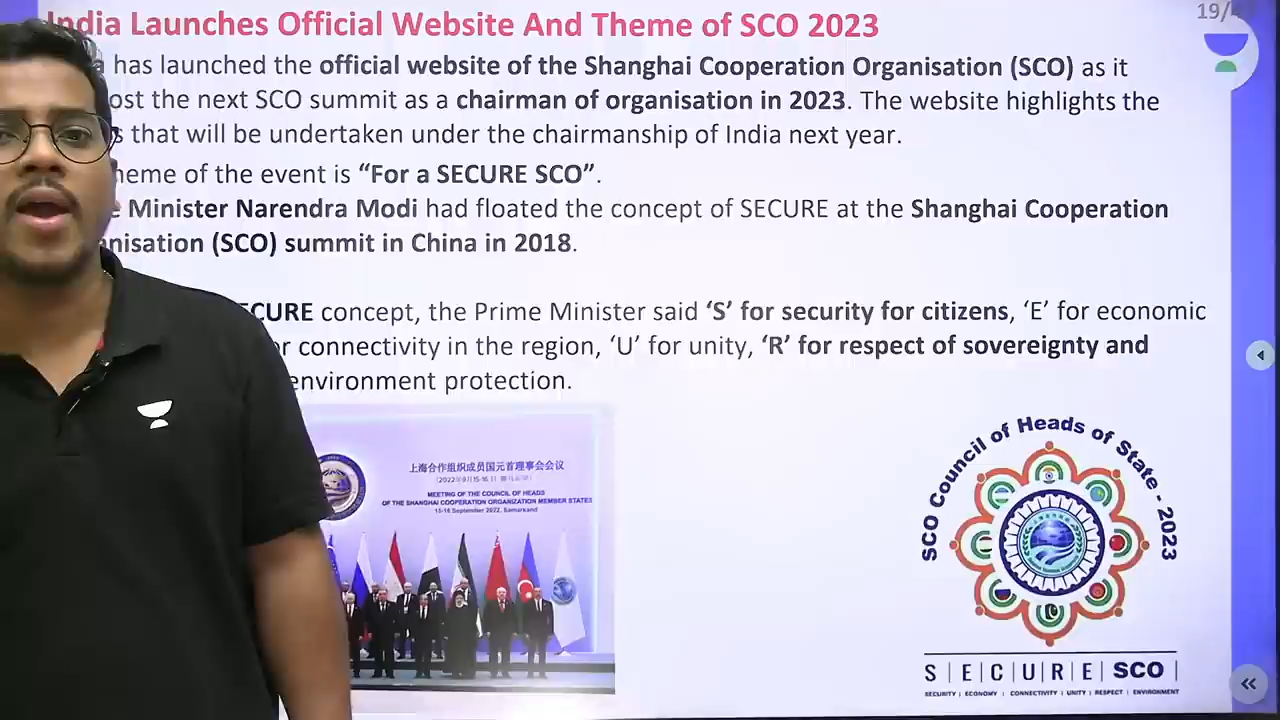 India Launches Official Website And Theme of SCO 2023
19/
has launched the official website of the Shanghai Cooperation Organisation (SCO) as it
the next SCO summit as a chairman of organisation in 2023. The website highlights the
that will be undertaken under the chairmanship of India next year.
of the event is “For a SECURE SCO”.
Minister Narendra Modi had floated the concept of SECURE at the Shanghai Cooperation
(SCO) summit in China in 2018.
concept, the Prime Minister said ‘S’ for security for citizens, ‘E’ for economic
connectivity in the region, ‘U’ for unity, ‘R’ for respect of sovereignty and
environment protection.
上海合作组织成员国元首理事会会议
MEETING OF THE COUNCIL OF HEADS
OF THE SHANGHAI COOPERATION ORGANIZATION MEMBER STATES
15-16 September 2022, Samarkand
SCO Council of Heads of State - 2023
S | E | C | U | R | E | SCO |
SECURITY | ECONOMY | CONNECTIVITY | UNITY | RESPECT | ENVIRONMENT